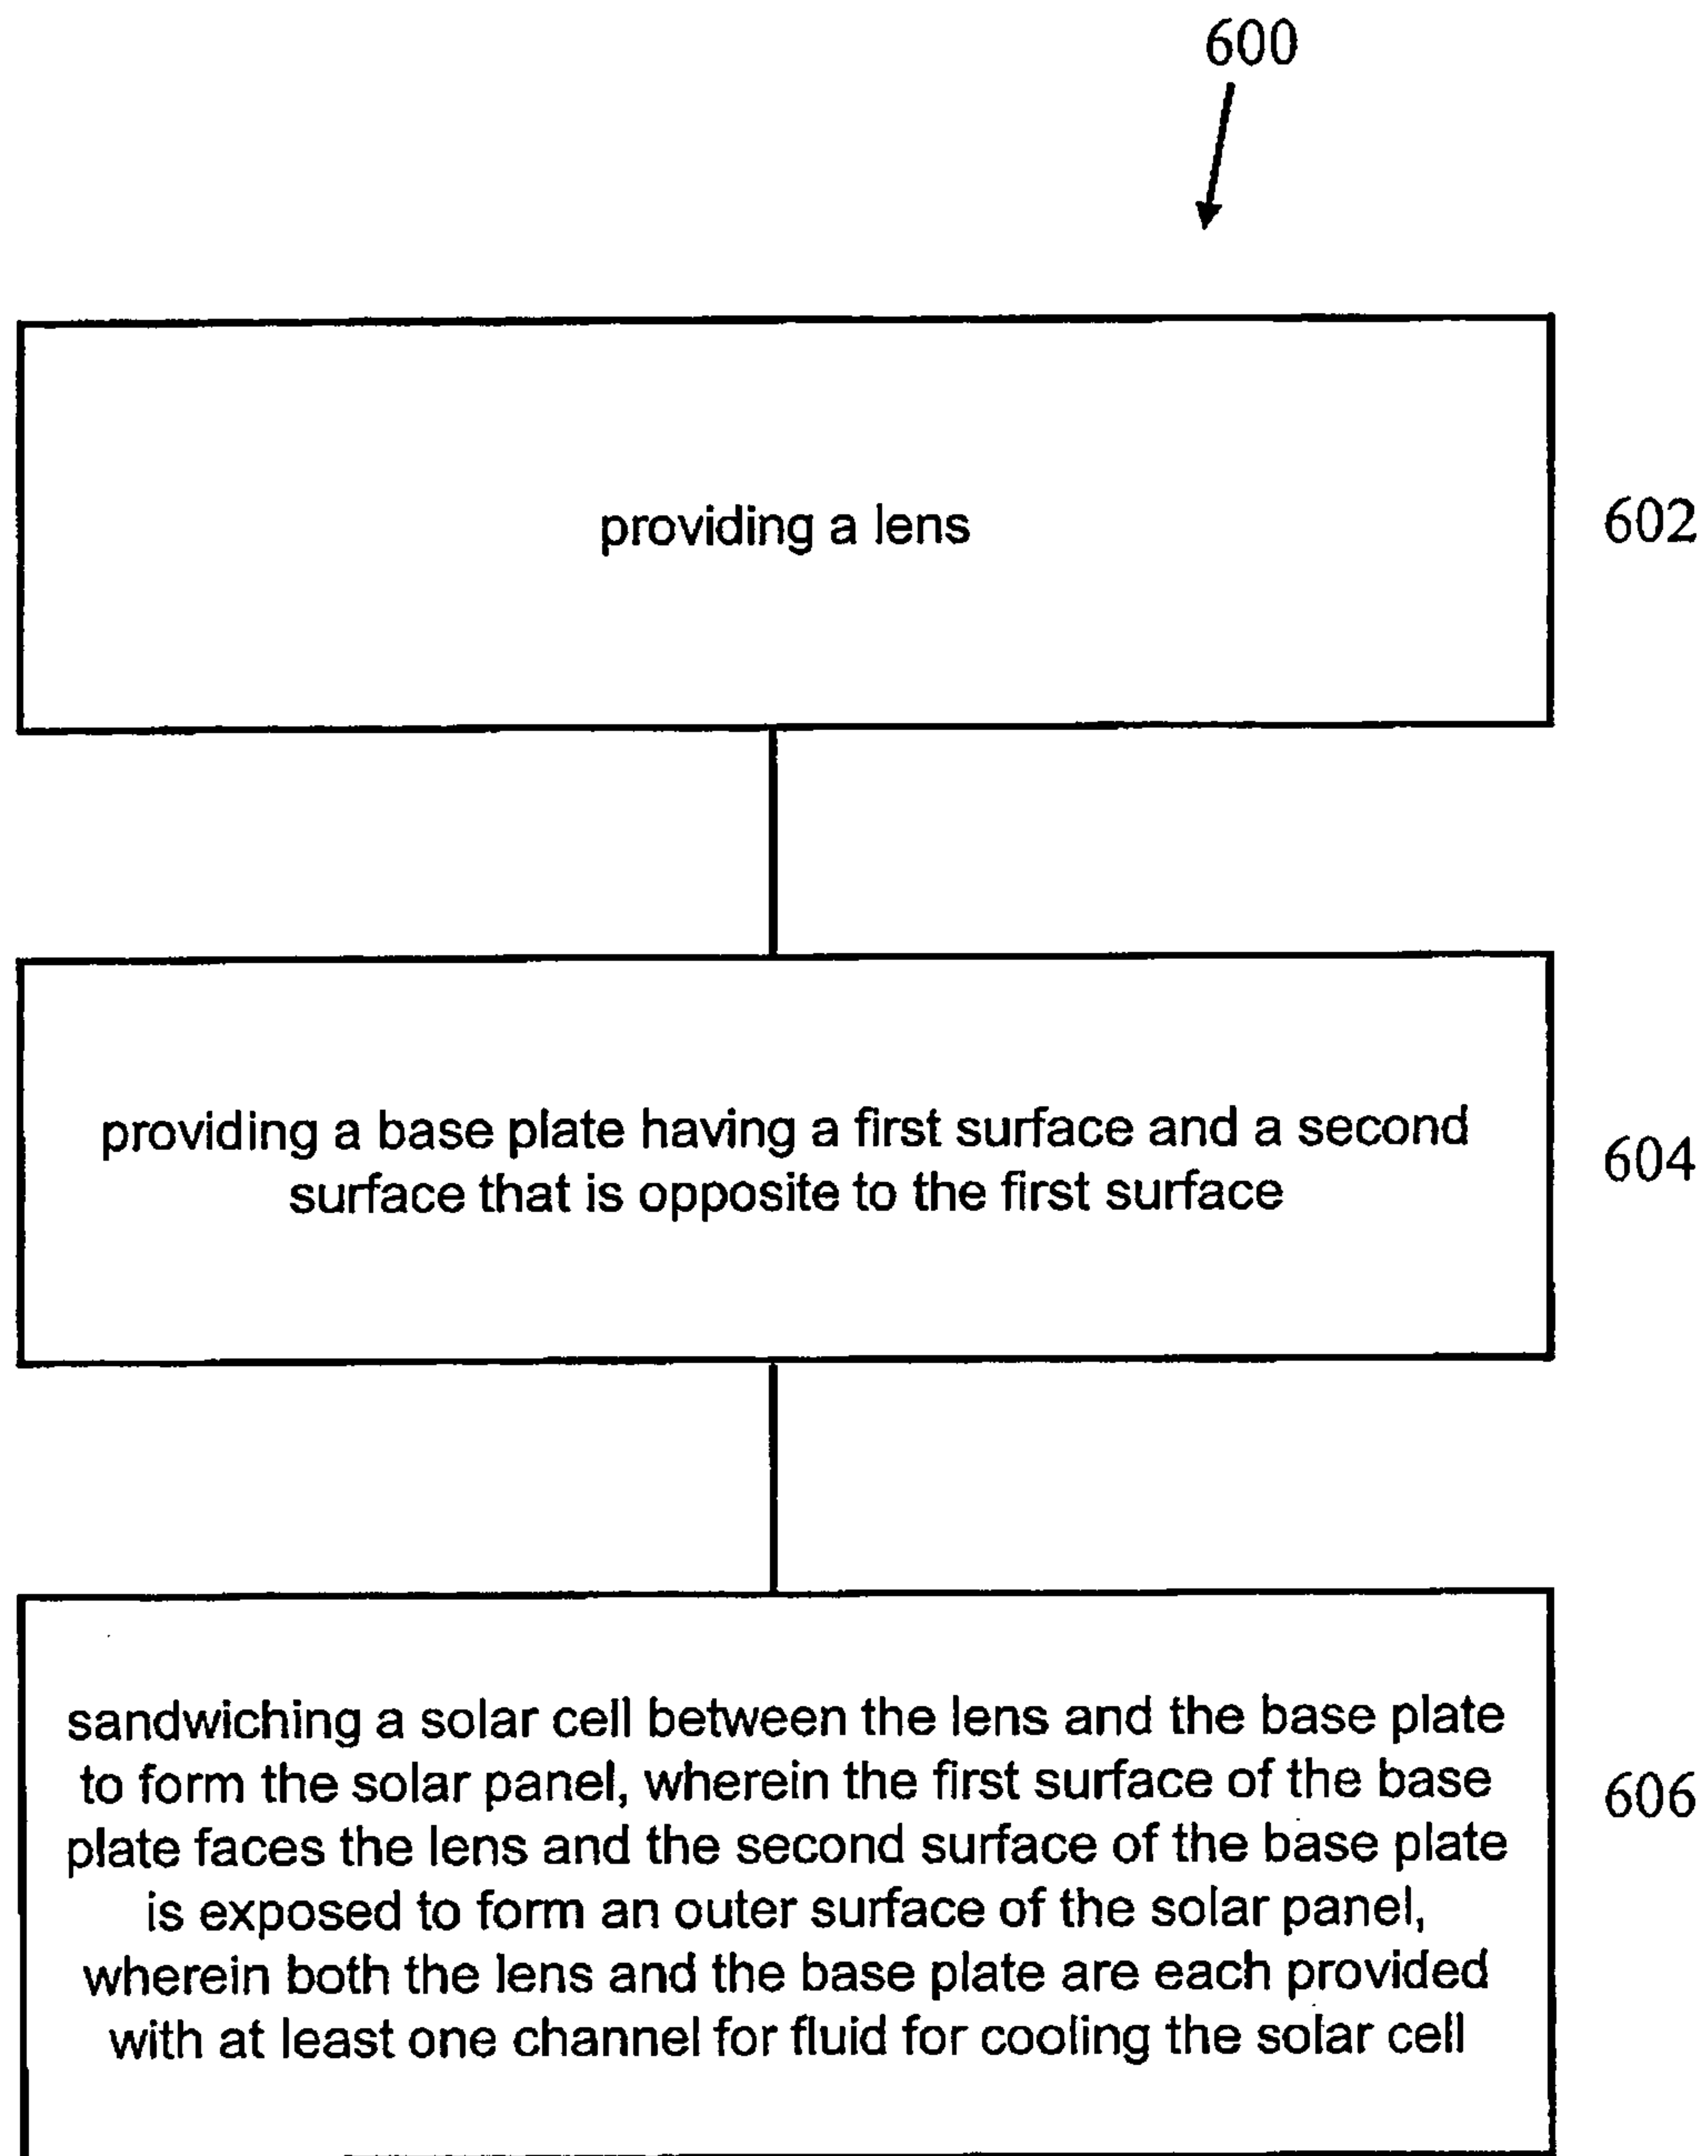 600
providing a lens
602
providing a base plate having a first surface and a second
surface that is opposite to the first surface
604
sandwiching a solar cell between the lens and the base plate
to form the solar panel, wherein the first surface of the base
plate faces the lens and the second surface of the base plate
is exposed to form an outer surface of the solar panel,
wherein both the lens and the base plate are each provided
with at least one channel for fluid for cooling the solar cell
606